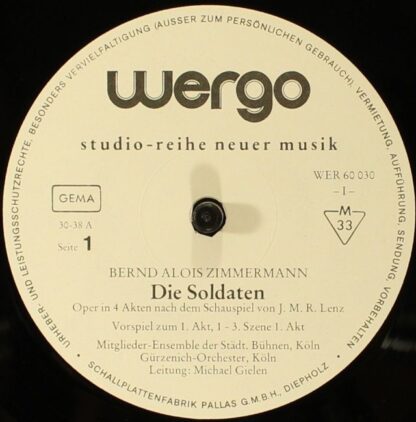 wergo
studio-reihe neuer musik
WER 60 030
- I -
GEMA
M
33
30-38 A
Seite 1
BERND ALOIS ZIMMERMANN
Die Soldaten
Oper in 4 Akten nach dem Schauspiel von J. M. R. Lenz
Vorspiel zum 1. Akt, 1 - 3. Szene 1. Akt
Mitglieder-Ensemble der Städt. Bühnen, Köln
Gürzenich-Orchester, Köln
Leitung: Michael Gielen
URHEBER- UND LEISTUNGSSCHUTZRECHTE, BESONDERS VERVIELFÄLTIGUNG (AUSSER ZUM PERSÖNLICHEN GEBRAUCH), VERMIETUNG, AUFFÜHRUNG, SENDUNG, VORBEHALTEN
• SCHALLPLATTENFABRIK PALLAS G.M.B.H., DIEPHOLZ •